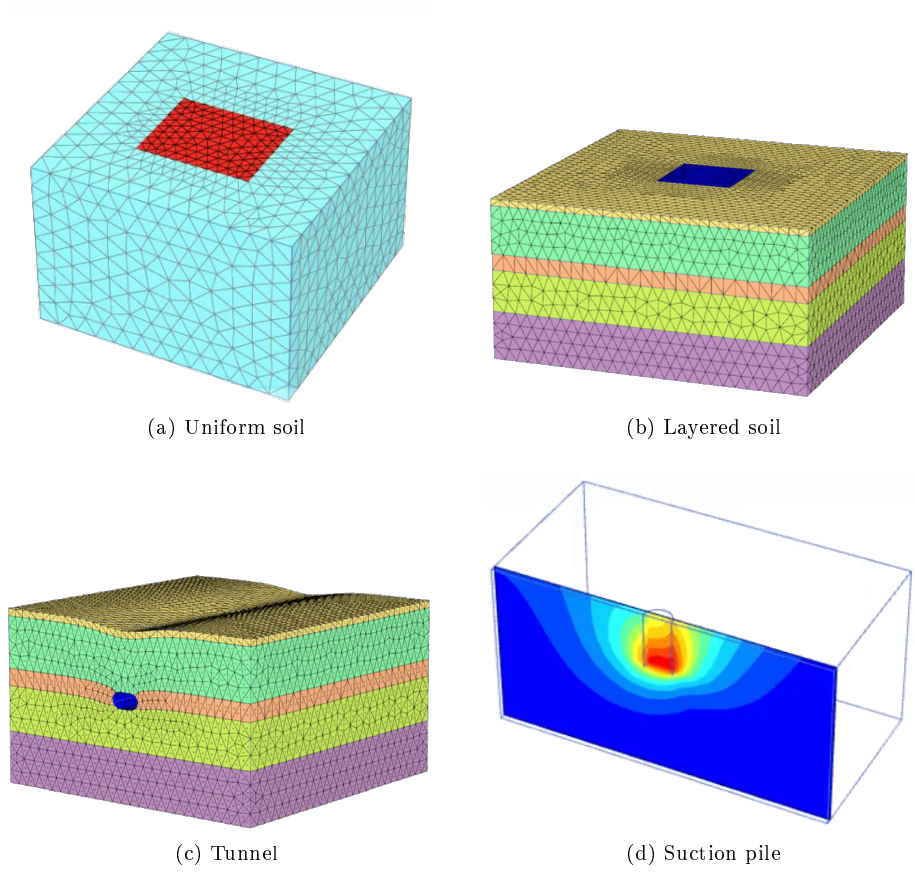 (a) Uniform soil
(b) Layered soil
(c) Tunnel
(d) Suction pile